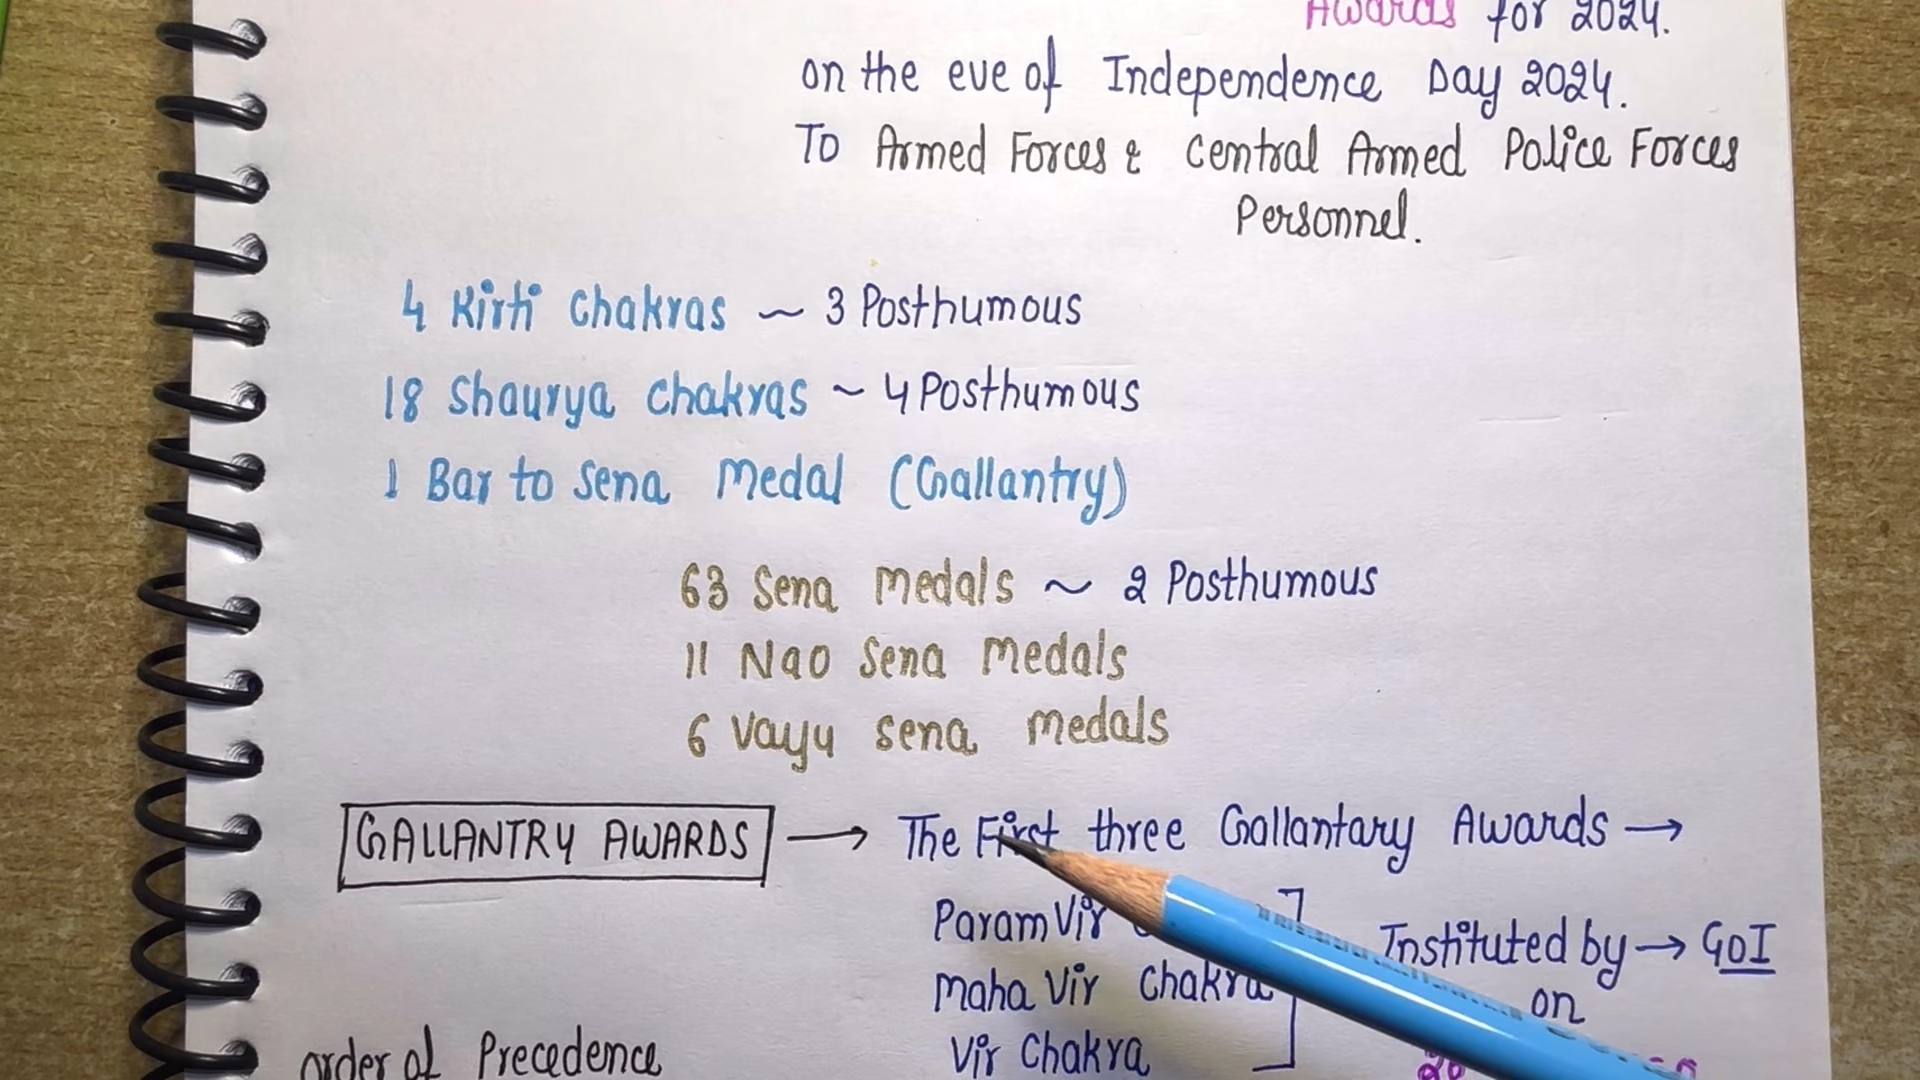 Awards for 2024.
on the eve of Independence Day 2024.
To Armed Forces & Central Armed Police Forces
Personnel.
4 Kirti Chakras ~ 3 Posthumous
18 Shaurya Chakras ~ 4 Posthumous
1 Bar to Sena Medal (Gallantry)
63 Sena Medals ~ 2 Posthumous
11 Nao Sena Medals
6 Vayu Sena Medals
GALLANTRY AWARDS → The First three Gallantary Awards →
Param Vir
Instituted by → GOI
Maha Vir Chakra
on
Vir Chakra
order of Precedence